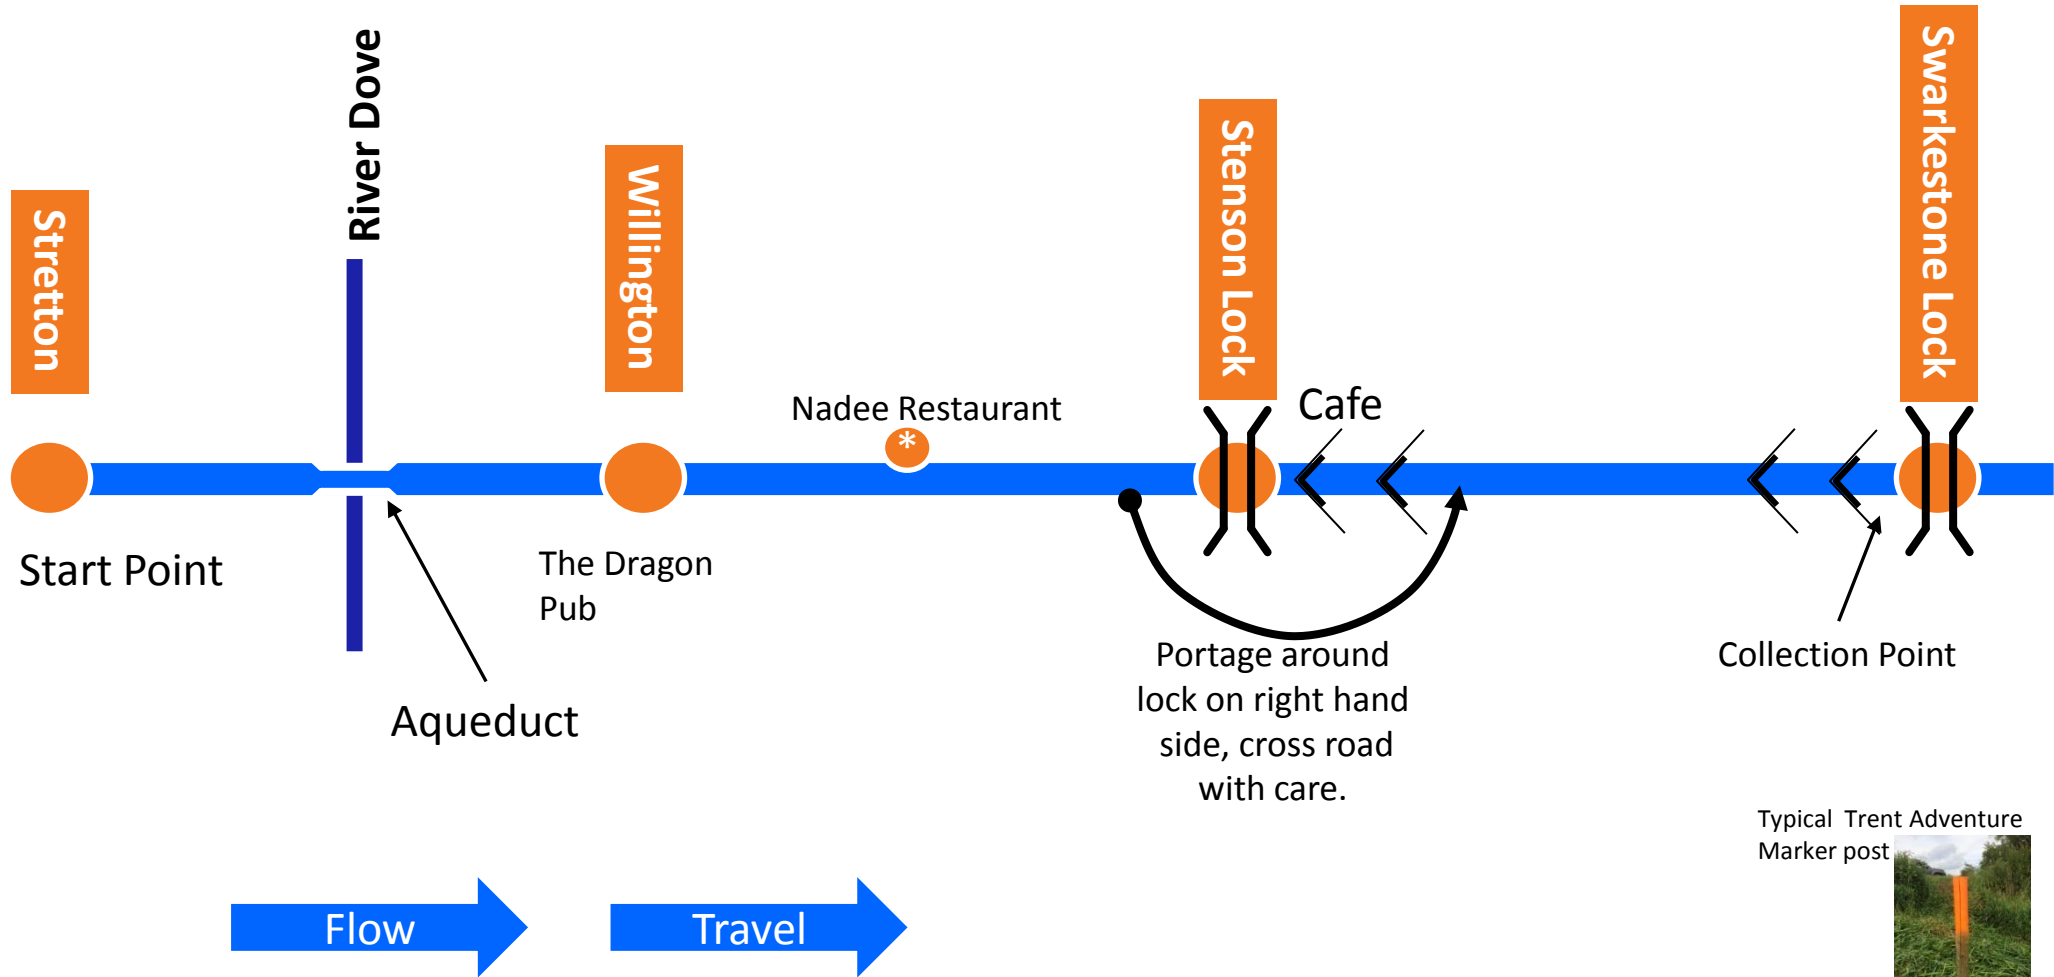 Stretton
River Dove
Willington
Stenson Lock
Swarkestone Lock
Nadee Restaurant
*
Cafe
Start Point
The Dragon
Pub
Aqueduct
Portage around
lock on right hand
side, cross road
with care.
Collection Point
Typical Trent Adventure
Marker post
Flow
Travel